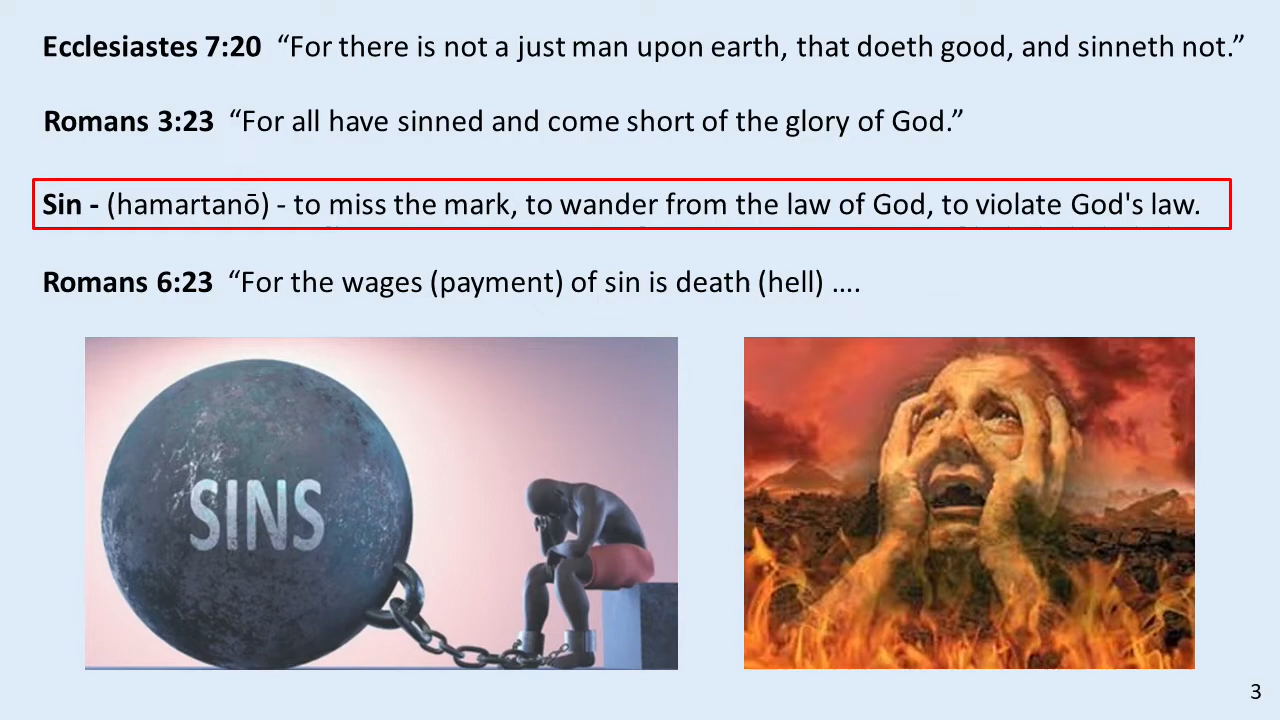 Ecclesiastes 7:20 “For there is not a just man upon earth, that doeth good, and sinneth not.”
Romans 3:23 “For all have sinned and come short of the glory of God.”
Sin - (hamartanō) - to miss the mark, to wander from the law of God, to violate God's law.
Romans 6:23 “For the wages (payment) of sin is death (hell) ....
SINS
3